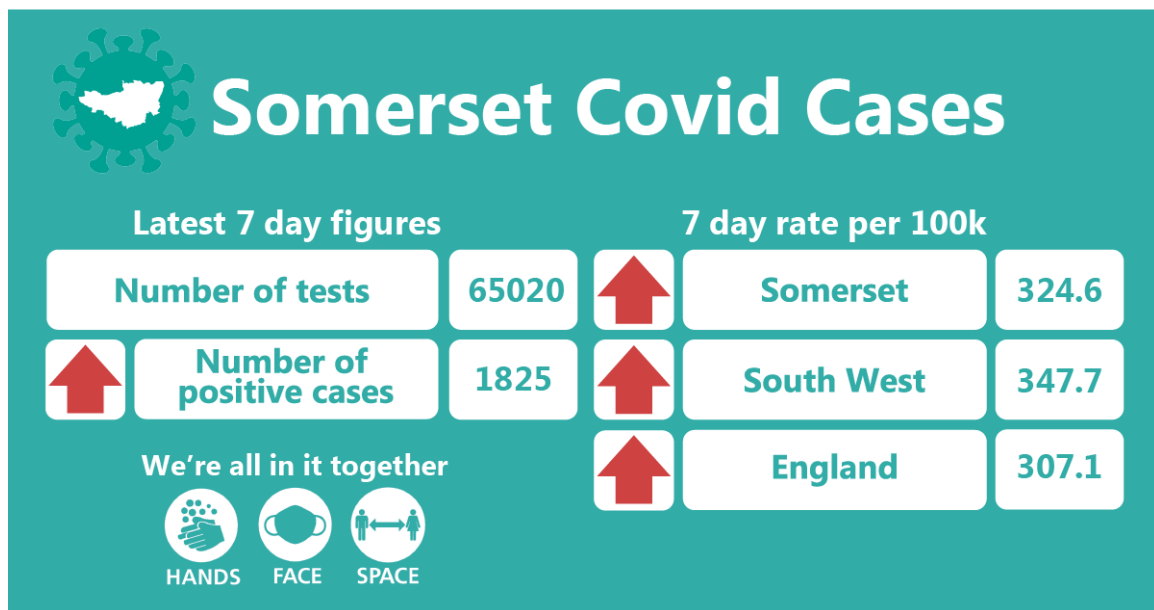 Somerset Covid Cases
Latest 7 day figures
Number of tests
65020
Number of
positive cases
1825
We're all in it together
HANDS
FACE
SPACE
7 day rate per 100k
Somerset
324.6
South West
347.7
England
307.1